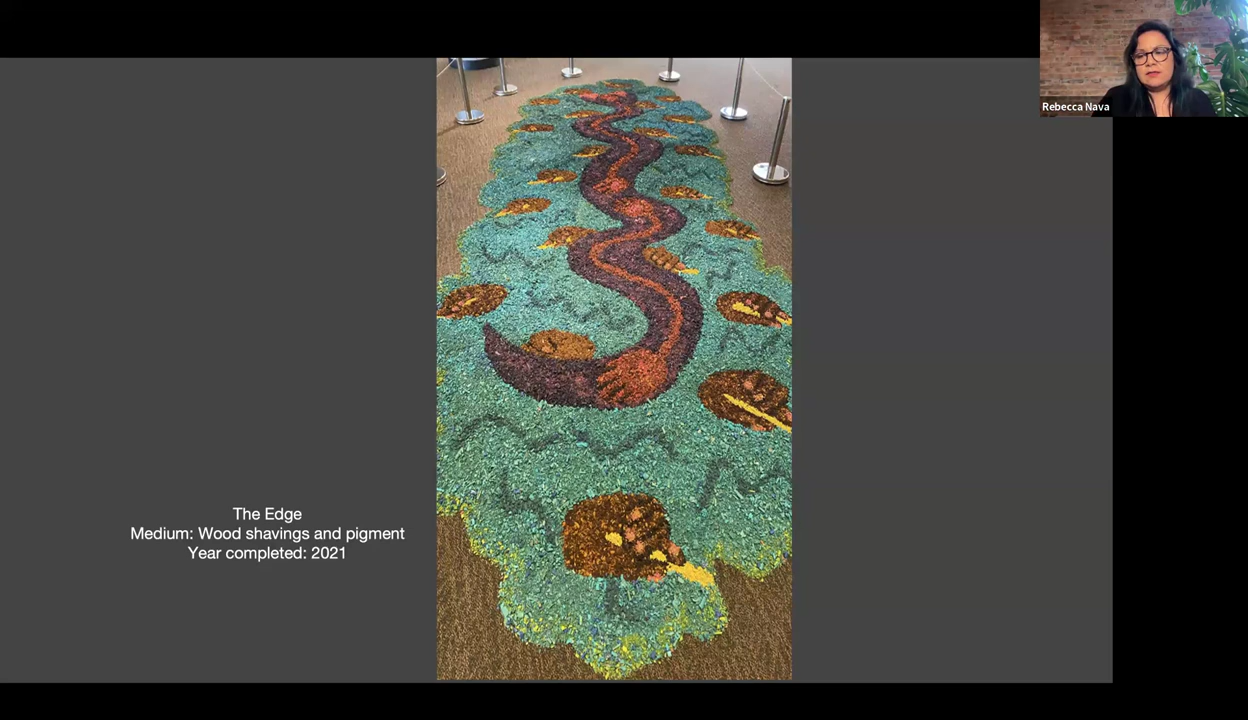 Rebecca Nava
The Edge
Medium: Wood shavings and pigment
Year completed: 2021